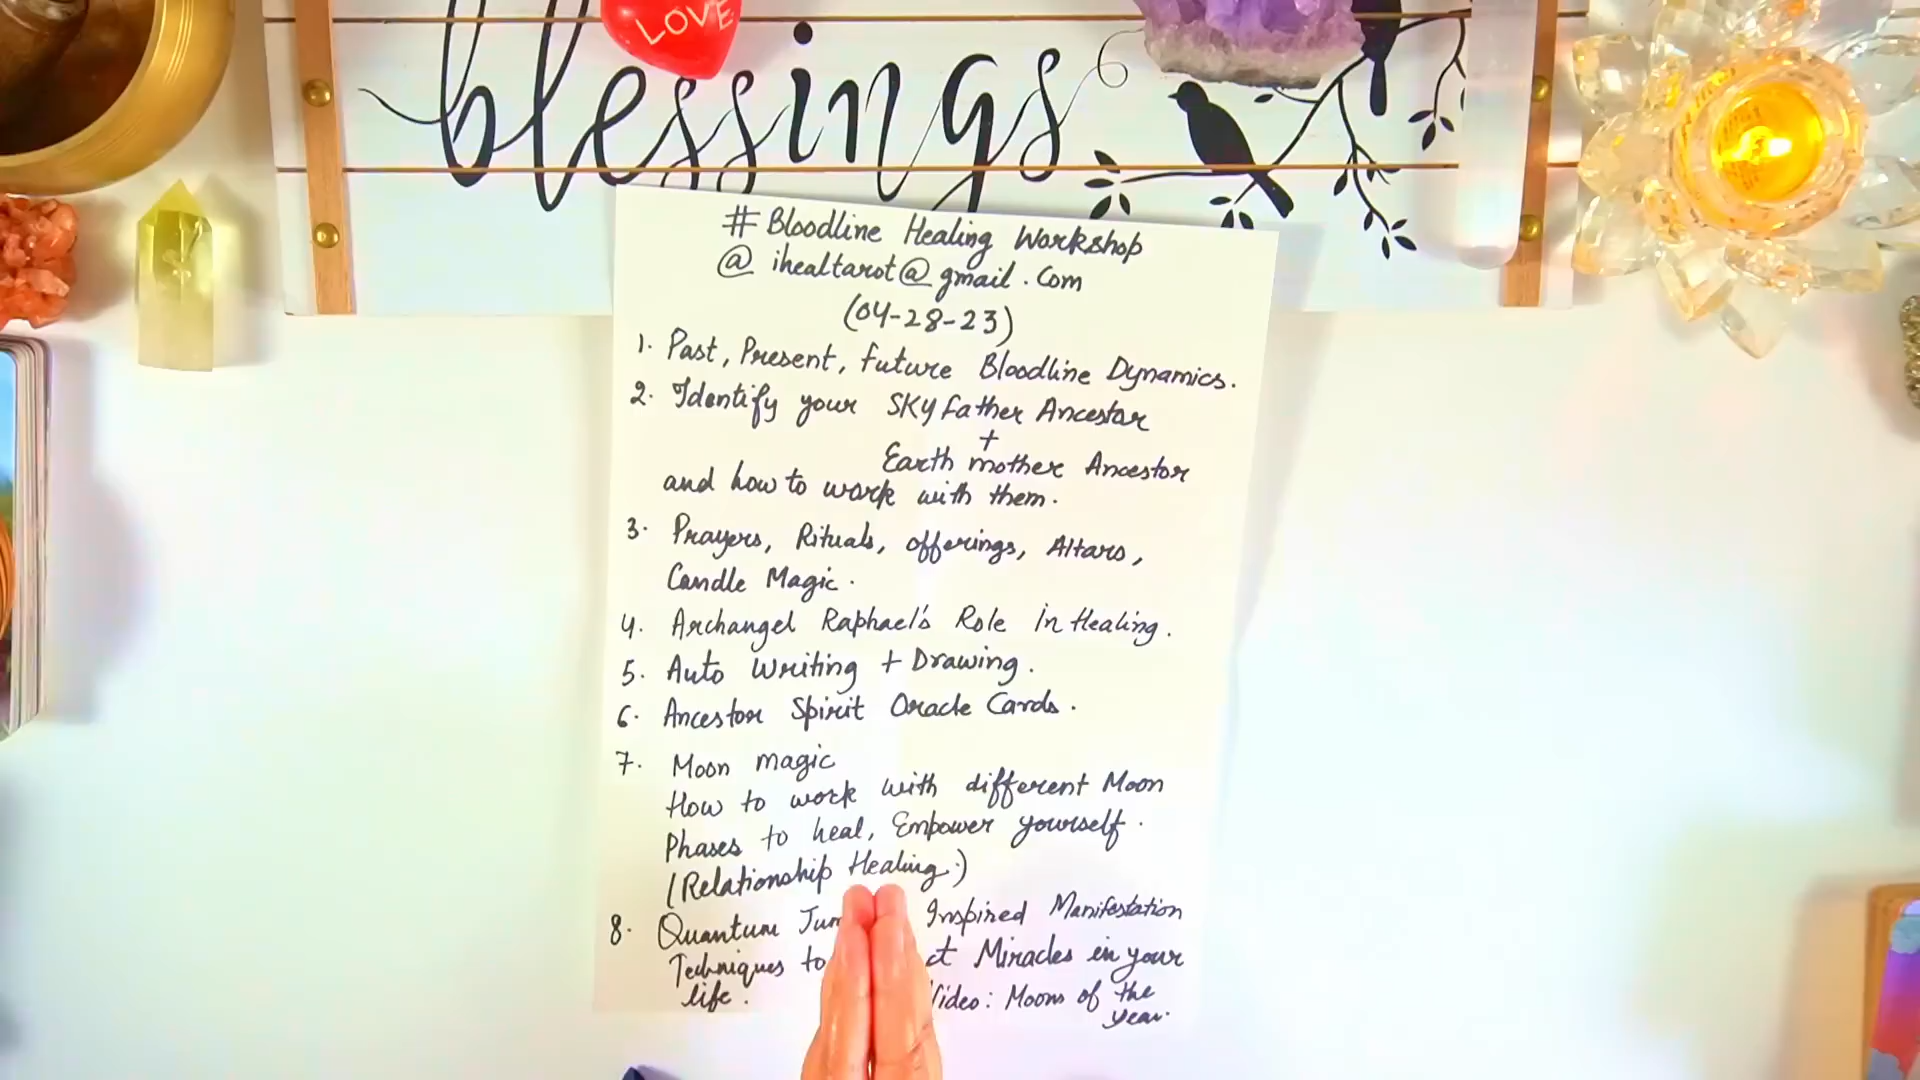 LOVE
blessings
# Bloodline Healing Workshop
@ ihealtarot@gmail.com
(04-28-23)
1. Past, Present, future Bloodline Dynamics.
2. Identify your SKY father Ancestor
+
Earth mother Ancestor
and how to work with them.
3. Prayers, Rituals, offerings, Altars,
Candle Magic.
4. Archangel Raphael's Role in Healing.
5. Auto Writing + Drawing.
6. Ancestor Spirit Oracle Cards.
7. Moon magic
How to work with different Moon
Phases to heal, Empower yourself.
(Relationship Healing.)
8. Quantum Inspired Manifestation
Techniques to Miracles in your
life. Video: Moons of the
year.